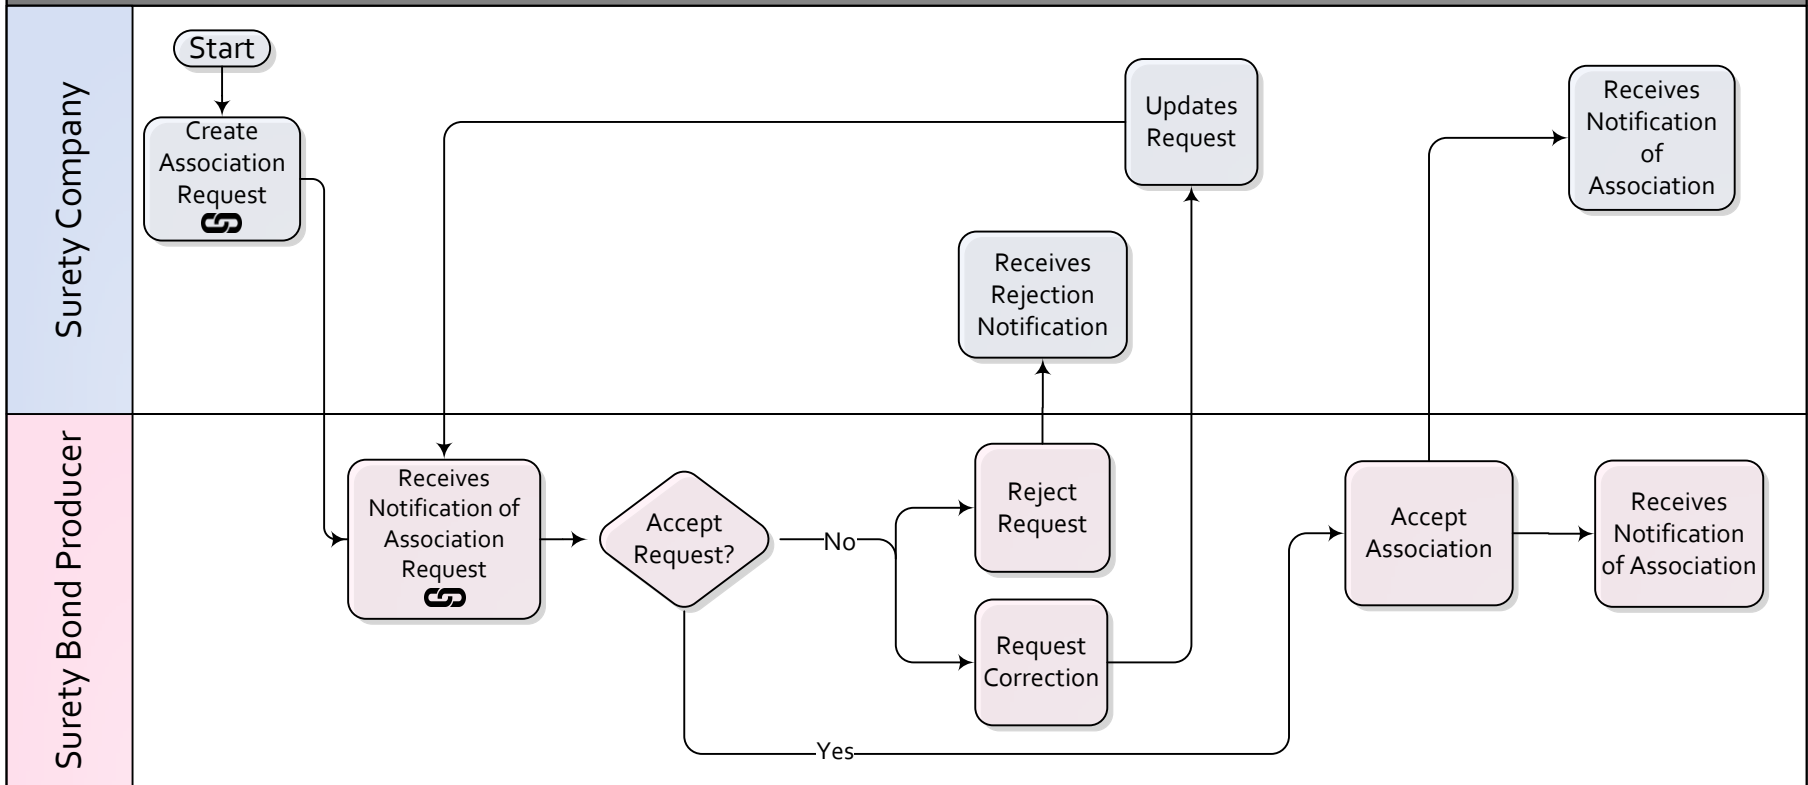 Surety Company
Start
Create
Association
Request
Updates
Request
Receives
Rejection
Notification
Receives
Notification
of
Association
Surety Bond Producer
Receives
Notification of
Association
Request
Accept
Request?
No
Yes
Reject
Request
Request
Correction
Accept
Association
Receives
Notification
of Association